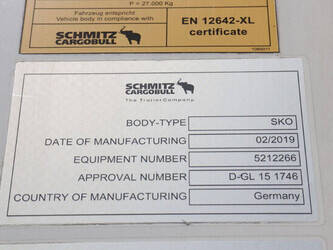 P = 27.000 Kg
Fahrzeug entspricht
Vehicle body in compliance with
EN 12642-XL
certificate
SCHMITZ
CARGOBULL
SCHMITZ
CARGOBULL
The Trailer Company.
BODY-TYPE SKO
DATE OF MANUFACTURING 02/2019
EQUIPMENT NUMBER 5212266
APPROVAL NUMBER D-GL 15 1746
COUNTRY OF MANUFACTURING Germany